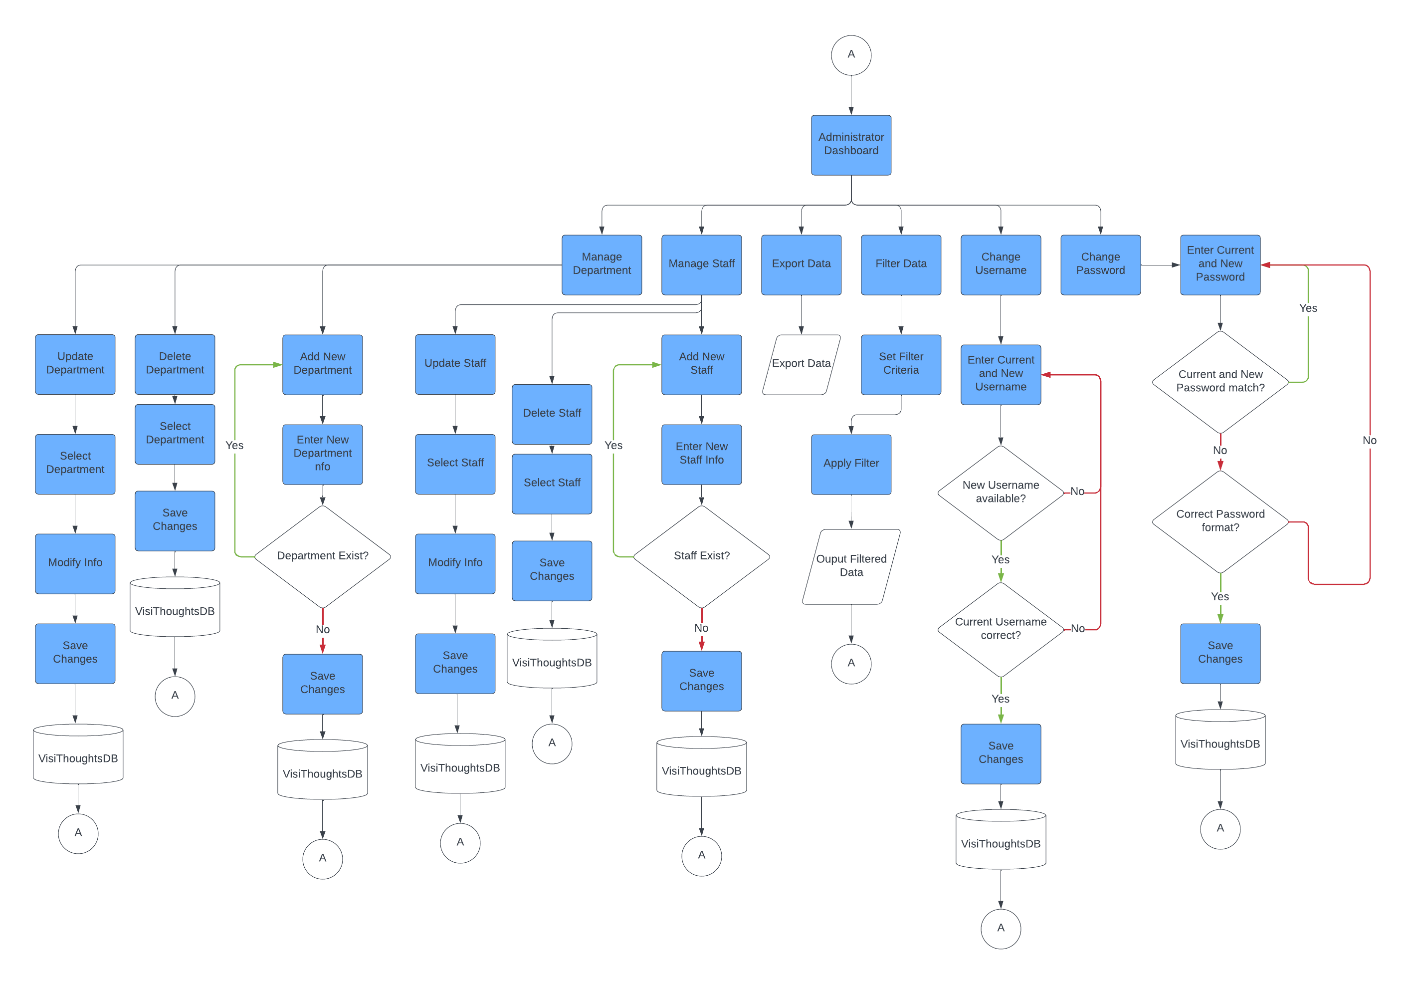 A
Administrator
Dashboard
Manage
Department
Manage Staff
Export Data
Filter Data
Change
Username
Change
Password
Enter Current
and New
Password
Yes
Update
Department
Delete
Department
Add New
Department
Update Staff
Add New
Staff
Export Data
Set Filter
Criteria
Enter Current
and New
Username
Current and New
Password match?
Delete Staff
Select
Department
Select
Department
Yes
Enter New
Department
nfo
Select Staff
Select Staff
Yes
Enter New
Staff Info
Apply Filter
No
No
New Username
available?
No
Save
Changes
Correct Password
format?
Modify Info
Department Exist?
Modify Info
Save
Changes
Staff Exist?
Ouput Filtered
Data
Yes
Yes
VisiThoughtsDB
No
No
Current Username
correct?
No
Save
Changes
Save
Changes
VisiThoughtsDB
A
Save
Changes
Save
Changes
A
Save
Changes
Yes
A
VisiThoughtsDB
VisiThoughtsDB
VisiThoughtsDB
A
VisiThoughtsDB
Save
Changes
VisiThoughtsDB
A
A
A
A
VisiThoughtsDB
A
A